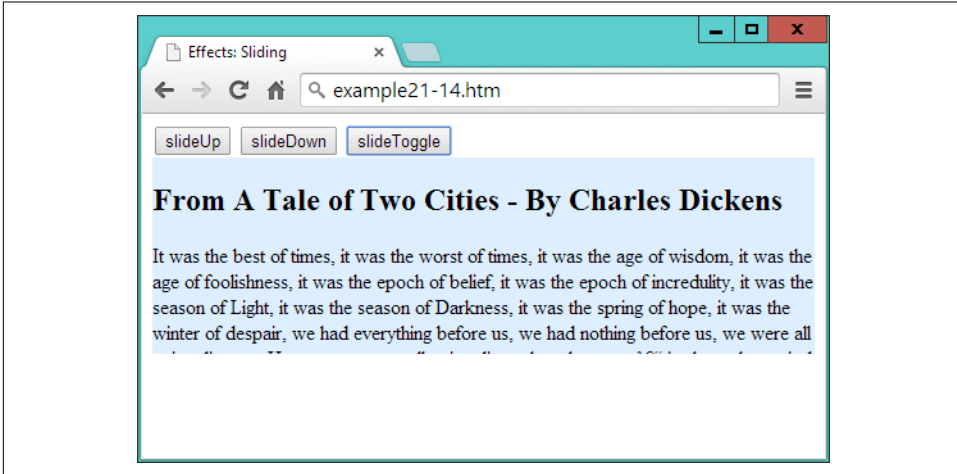 Effects: Sliding
example21-14.htm
slideUp slideDown slideToggle
From A Tale of Two Cities - By Charles Dickens
It was the best of times, it was the worst of times, it was the age of wisdom, it was the
age of foolishness, it was the epoch of belief, it was the epoch of incredulity, it was the
season of Light, it was the season of Darkness, it was the spring of hope, it was the
winter of despair, we had everything before us, we had nothing before us, we were all